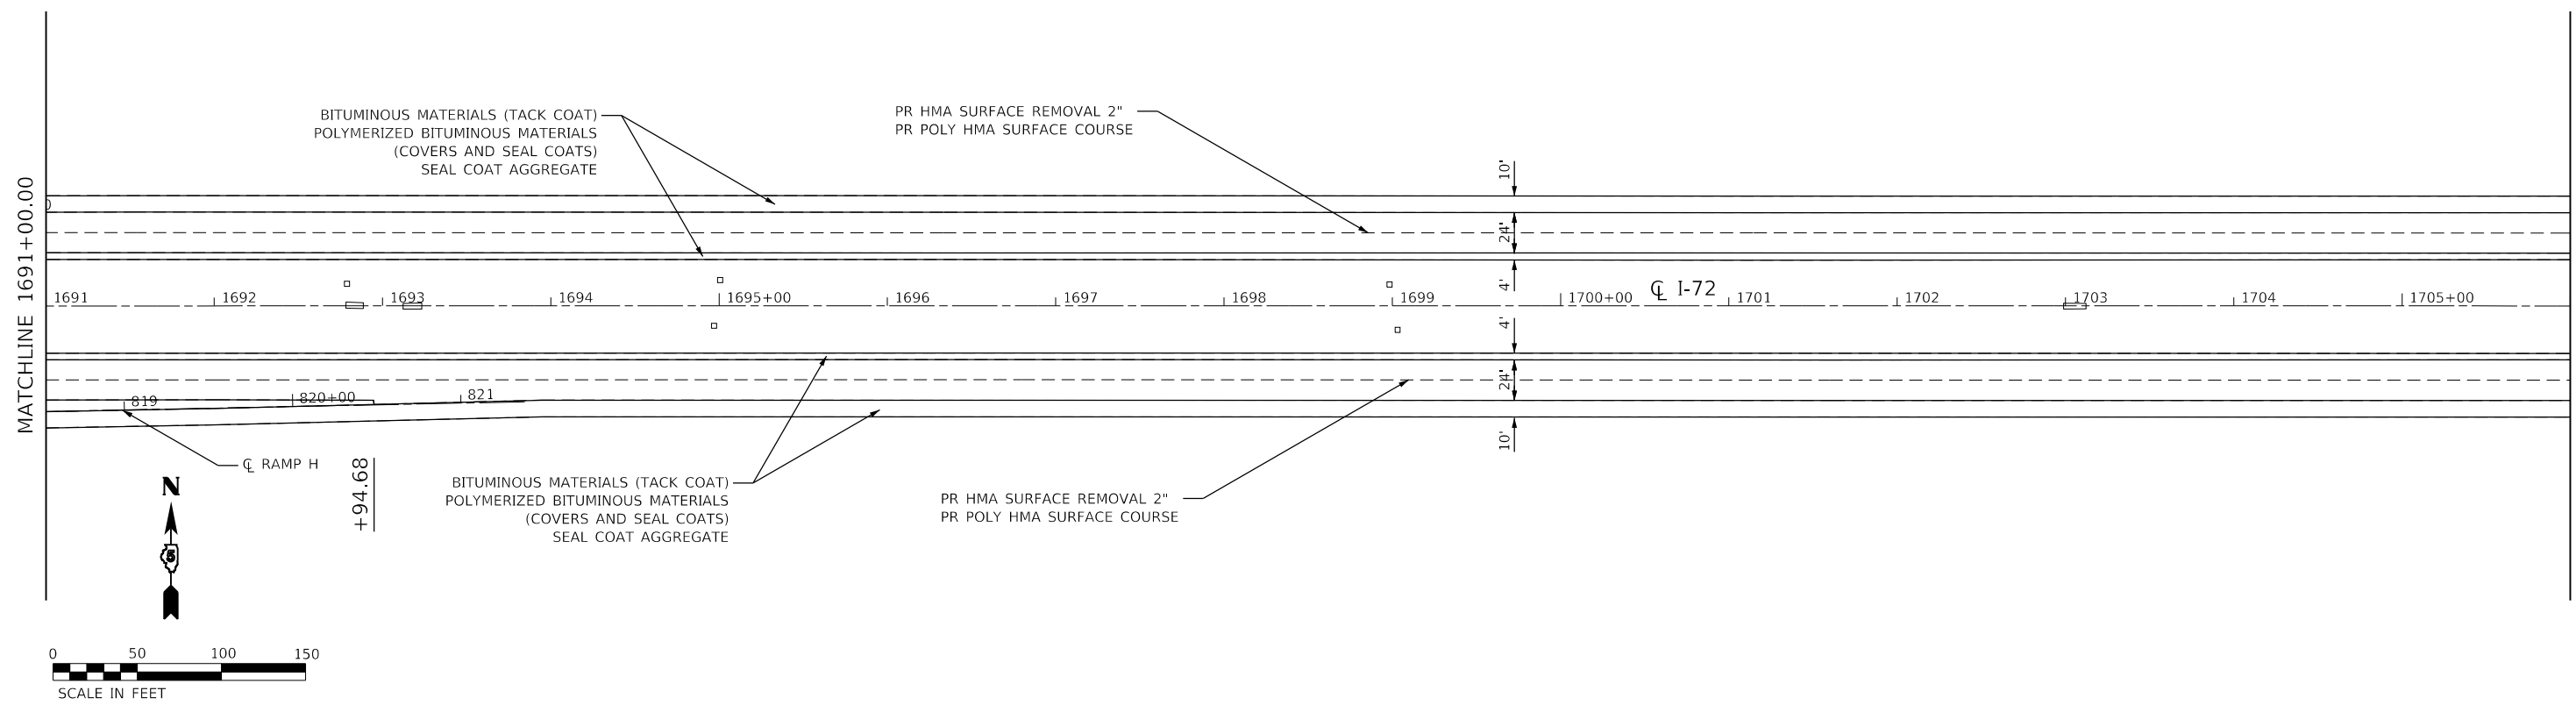 MATCHLINE 1691+00.00
BITUMINOUS MATERIALS (TACK COAT)
POLYMERIZED BITUMINOUS MATERIALS
(COVERS AND SEAL COATS)
SEAL COAT AGGREGATE
PR HMA SURFACE REMOVAL 2"
PR POLY HMA SURFACE COURSE
10'
24'
4'
℄ I-72
1691 1692 1693 1694 1695+00 1696 1697 1698 1699 1700+00 1701 1702 1703 1704 1705+00
4'
24'
10'
819 820+00 821
℄ RAMP H
+94.68
BITUMINOUS MATERIALS (TACK COAT)
POLYMERIZED BITUMINOUS MATERIALS
(COVERS AND SEAL COATS)
SEAL COAT AGGREGATE
PR HMA SURFACE REMOVAL 2"
PR POLY HMA SURFACE COURSE
N
5
0 50 100 150
SCALE IN FEET